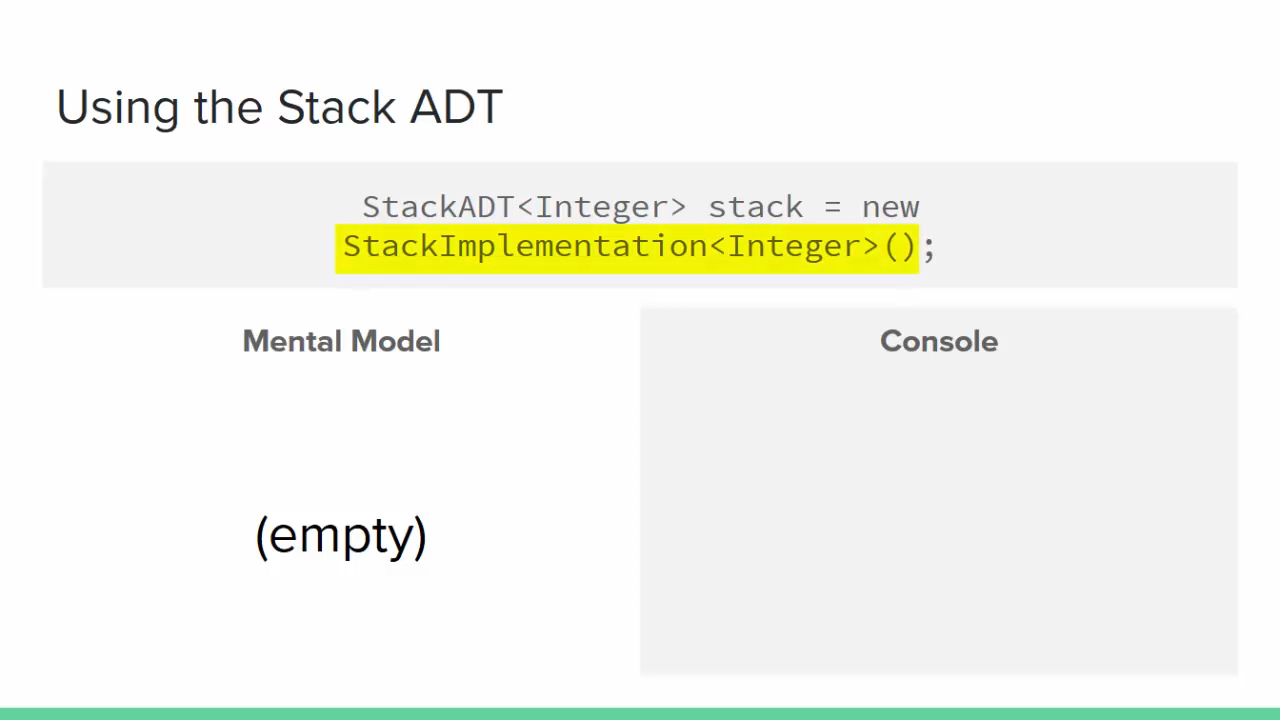 Using the Stack ADT
StackADT<Integer> stack = new
StackImplementation<Integer>();
Mental Model
(empty)
Console